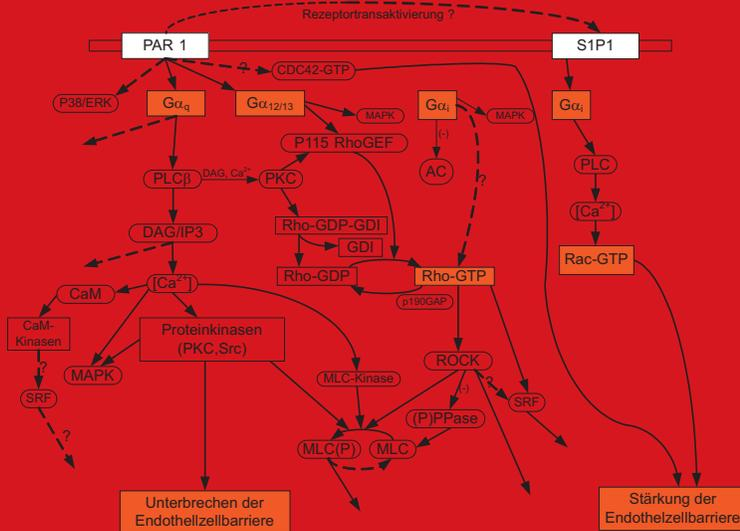 Rezeptortransaktivierung ?
PAR 1
S1P1
?
CDC42-GTP
P38/ERK
Gαq
Gα12/13
MAPK
Gαi
MAPK
Gαi
(-)
P115 RhoGEF
AC
PLC
?
PLCβ
DAG, Ca2+
PKC
[Ca2+]
Rho-GDP-GDI
DAG/IP3
GDI
Rac-GTP
Rho-GDP
Rho-GTP
[Ca2+]
CaM
p190GAP
CaM-
Kinasen
Proteinkinasen
(PKC,Src)
ROCK
?
MAPK
MLC-Kinase
?
(-)
SRF
SRF
(P)PPase
?
MLC(P)
MLC
Unterbrechen der
Endothellzellbarriere
Stärkung der
Endothelzellbarriere